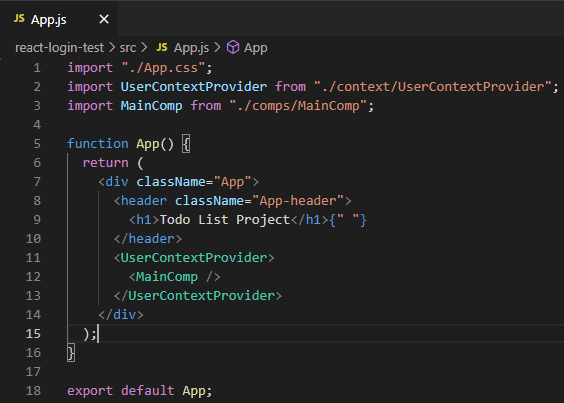 JS App.js ×
react-login-test > src > JS App.js > App
1 import "./App.css";
2 import UserContextProvider from "./context/UserContextProvider";
3 import MainComp from "./comps/MainComp";
4
5 function App() {
6   return (
7     <div className="App">
8       <header className="App-header">
9         <h1>Todo List Project</h1>{" "}
10       </header>
11       <UserContextProvider>
12         <MainComp />
13       </UserContextProvider>
14     </div>
15   );
16 }
17
18 export default App;